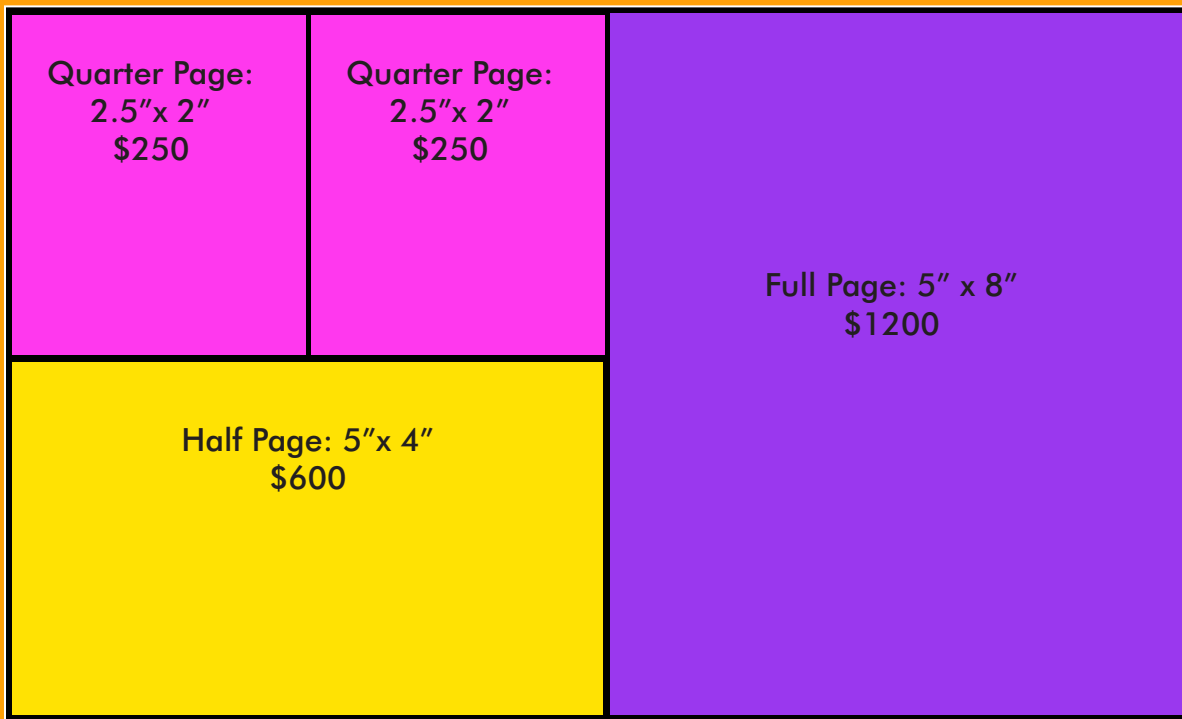 Quarter Page:
2.5”x 2”
$250
Quarter Page:
2.5”x 2”
$250
Full Page: 5” x 8”
$1200
Half Page: 5”x 4”
$600